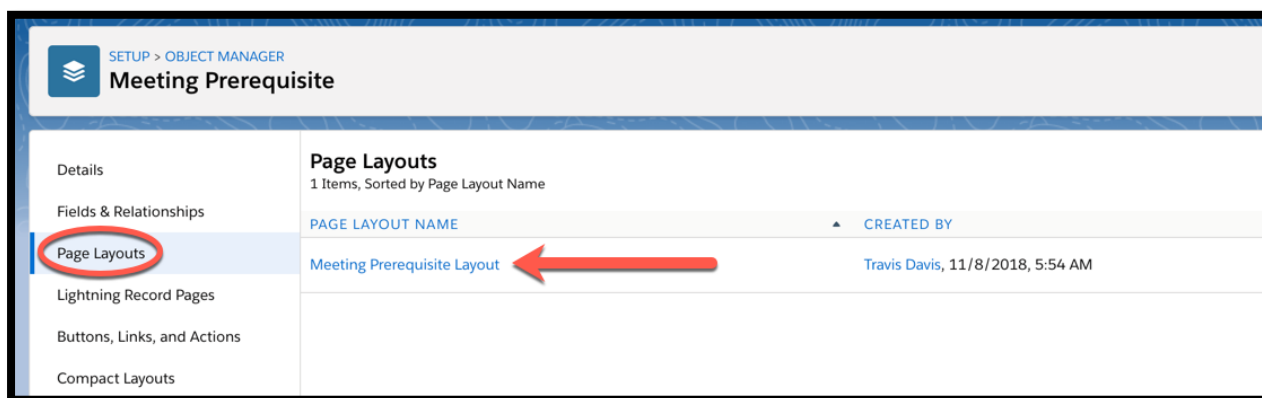 SETUP > OBJECT MANAGER
Meeting Prerequisite
Details
Fields & Relationships
Page Layouts
Lightning Record Pages
Buttons, Links, and Actions
Compact Layouts
Page Layouts
1 Items, Sorted by Page Layout Name
PAGE LAYOUT NAME CREATED BY
Meeting Prerequisite Layout Travis Davis, 11/8/2018, 5:54 AM